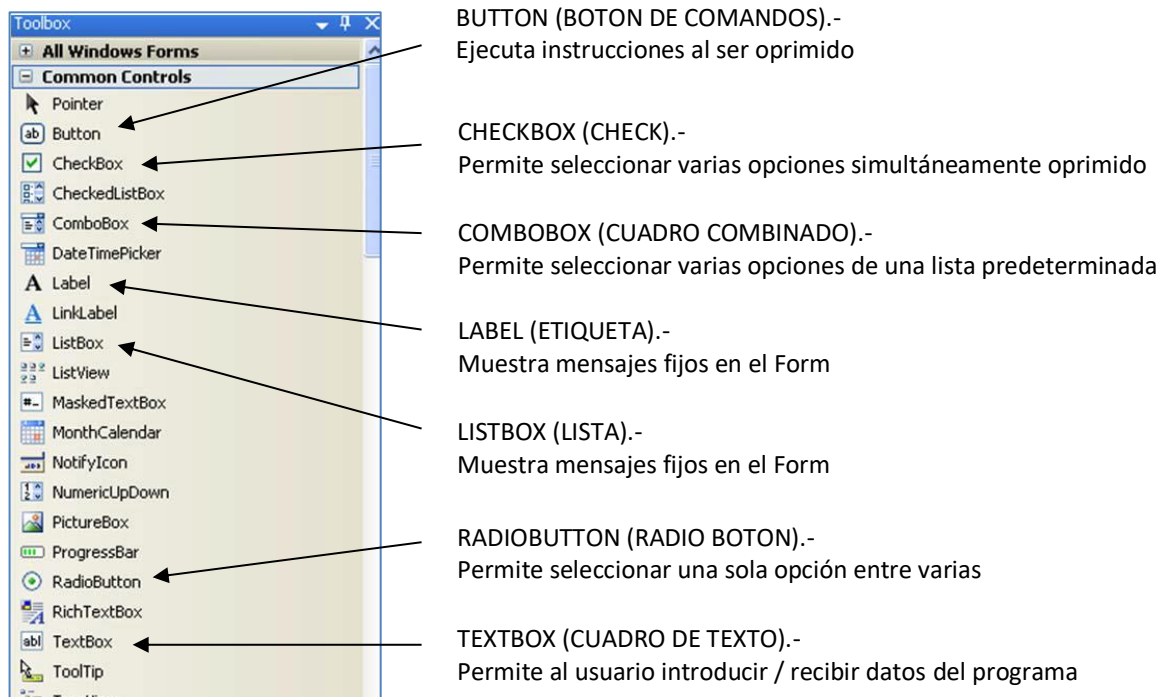 Toolbox
All Windows Forms
Common Controls
Pointer
Button
CheckBox
CheckedListBox
ComboBox
DateTimePicker
Label
LinkLabel
ListBox
ListView
MaskedTextBox
MonthCalendar
NotifyIcon
NumericUpDown
PictureBox
ProgressBar
RadioButton
RichTextBox
TextBox
ToolTip
BUTTON (BOTON DE COMANDOS).-
Ejecuta instrucciones al ser oprimido
CHECKBOX (CHECK).-
Permite seleccionar varias opciones simultáneamente oprimido
COMBOBOX (CUADRO COMBINADO).-
Permite seleccionar varias opciones de una lista predeterminada
LABEL (ETIQUETA).-
Muestra mensajes fijos en el Form
LISTBOX (LISTA).-
Muestra mensajes fijos en el Form
RADIOBUTTON (RADIO BOTON).-
Permite seleccionar una sola opción entre varias
TEXTBOX (CUADRO DE TEXTO).-
Permite al usuario introducir / recibir datos del programa